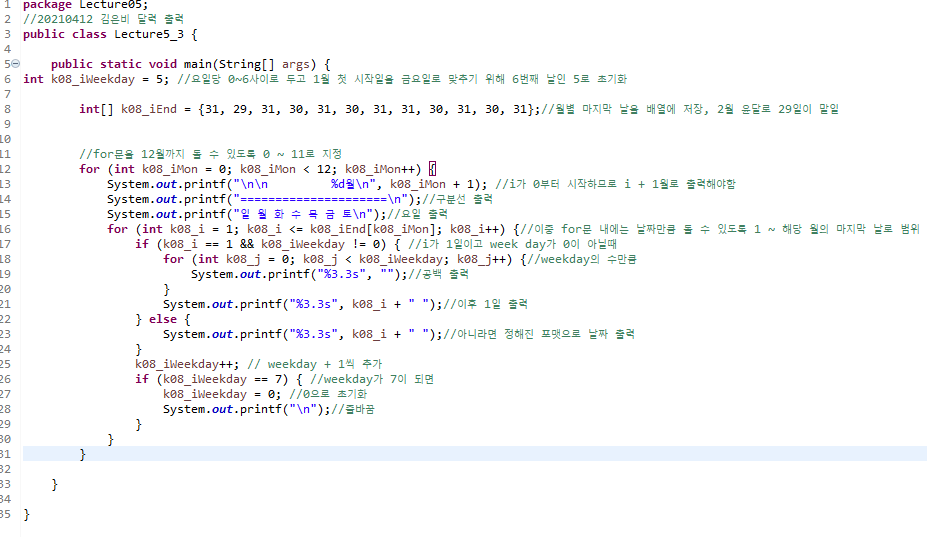 1 package Lecture05;
2 //20210412 김은비 달력 출력
3 public class Lecture5_3 {
4
5 public static void main(String[] args) {
6 int k08_iWeekday = 5; //요일당 0~6사이로 두고 1월 첫 시작일을 금요일로 맞추기 위해 6번째 날인 5로 초기화
7
8 int[] k08_iEnd = {31, 29, 31, 30, 31, 30, 31, 31, 30, 31, 30, 31};//월별 마지막 날을 배열에 저장, 2월 윤달로 29일이 말일
9
10
11 //for문을 12월까지 돌 수 있도록 0 ~ 11로 지정
12 for (int k08_iMon = 0; k08_iMon < 12; k08_iMon++) {
13 System.out.printf("\n\n         %d월\n", k08_iMon + 1); //i가 0부터 시작하므로 i + 1월로 출력해야함
14 System.out.printf("=====================\n");//구분선 출력
15 System.out.printf("일 월 화 수 목 금 토\n");//요일 출력
16 for (int k08_i = 1; k08_i <= k08_iEnd[k08_iMon]; k08_i++) {//이중 for문 내에는 날짜만큼 돌 수 있도록 1 ~ 해당 월의 마지막 날로 범위
17 if (k08_i == 1 && k08_iWeekday != 0) { //i가 1일이고 week day가 0이 아닐때
18 for (int k08_j = 0; k08_j < k08_iWeekday; k08_j++) {//weekday의 수만큼
19 System.out.printf("%3.3s", "");//공백 출력
20 }
21 System.out.printf("%3.3s", k08_i + " ");//이후 1일 출력
22 } else {
23 System.out.printf("%3.3s", k08_i + " ");//아니라면 정해진 포맷으로 날짜 출력
24 }
25 k08_iWeekday++; // weekday + 1씩 추가
26 if (k08_iWeekday == 7) { //weekday가 7이 되면
27 k08_iWeekday = 0; //0으로 초기화
28 System.out.printf("\n");//줄바꿈
29 }
30 }
31 }
32
33 }
34
35 }